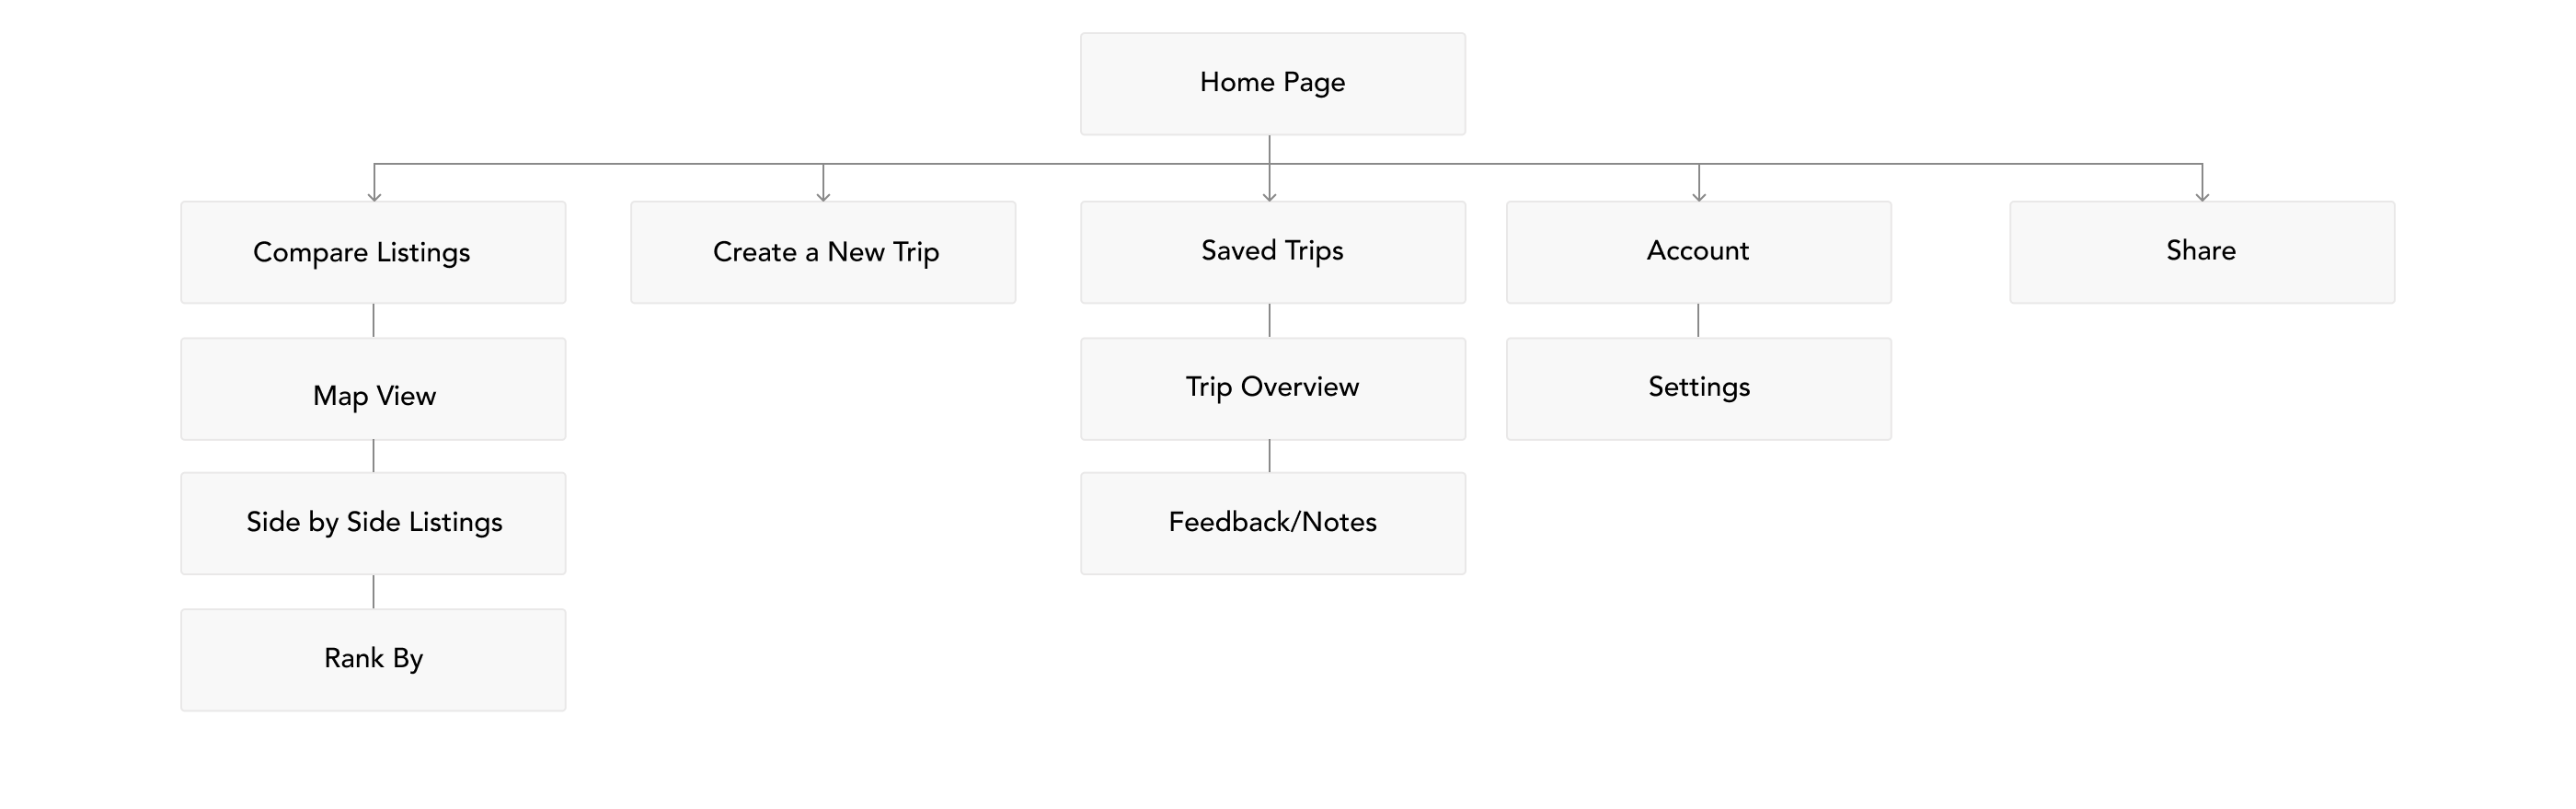 Home Page
Compare Listings
Create a New Trip
Saved Trips
Account
Share
Map View
Trip Overview
Settings
Side by Side Listings
Feedback/Notes
Rank By